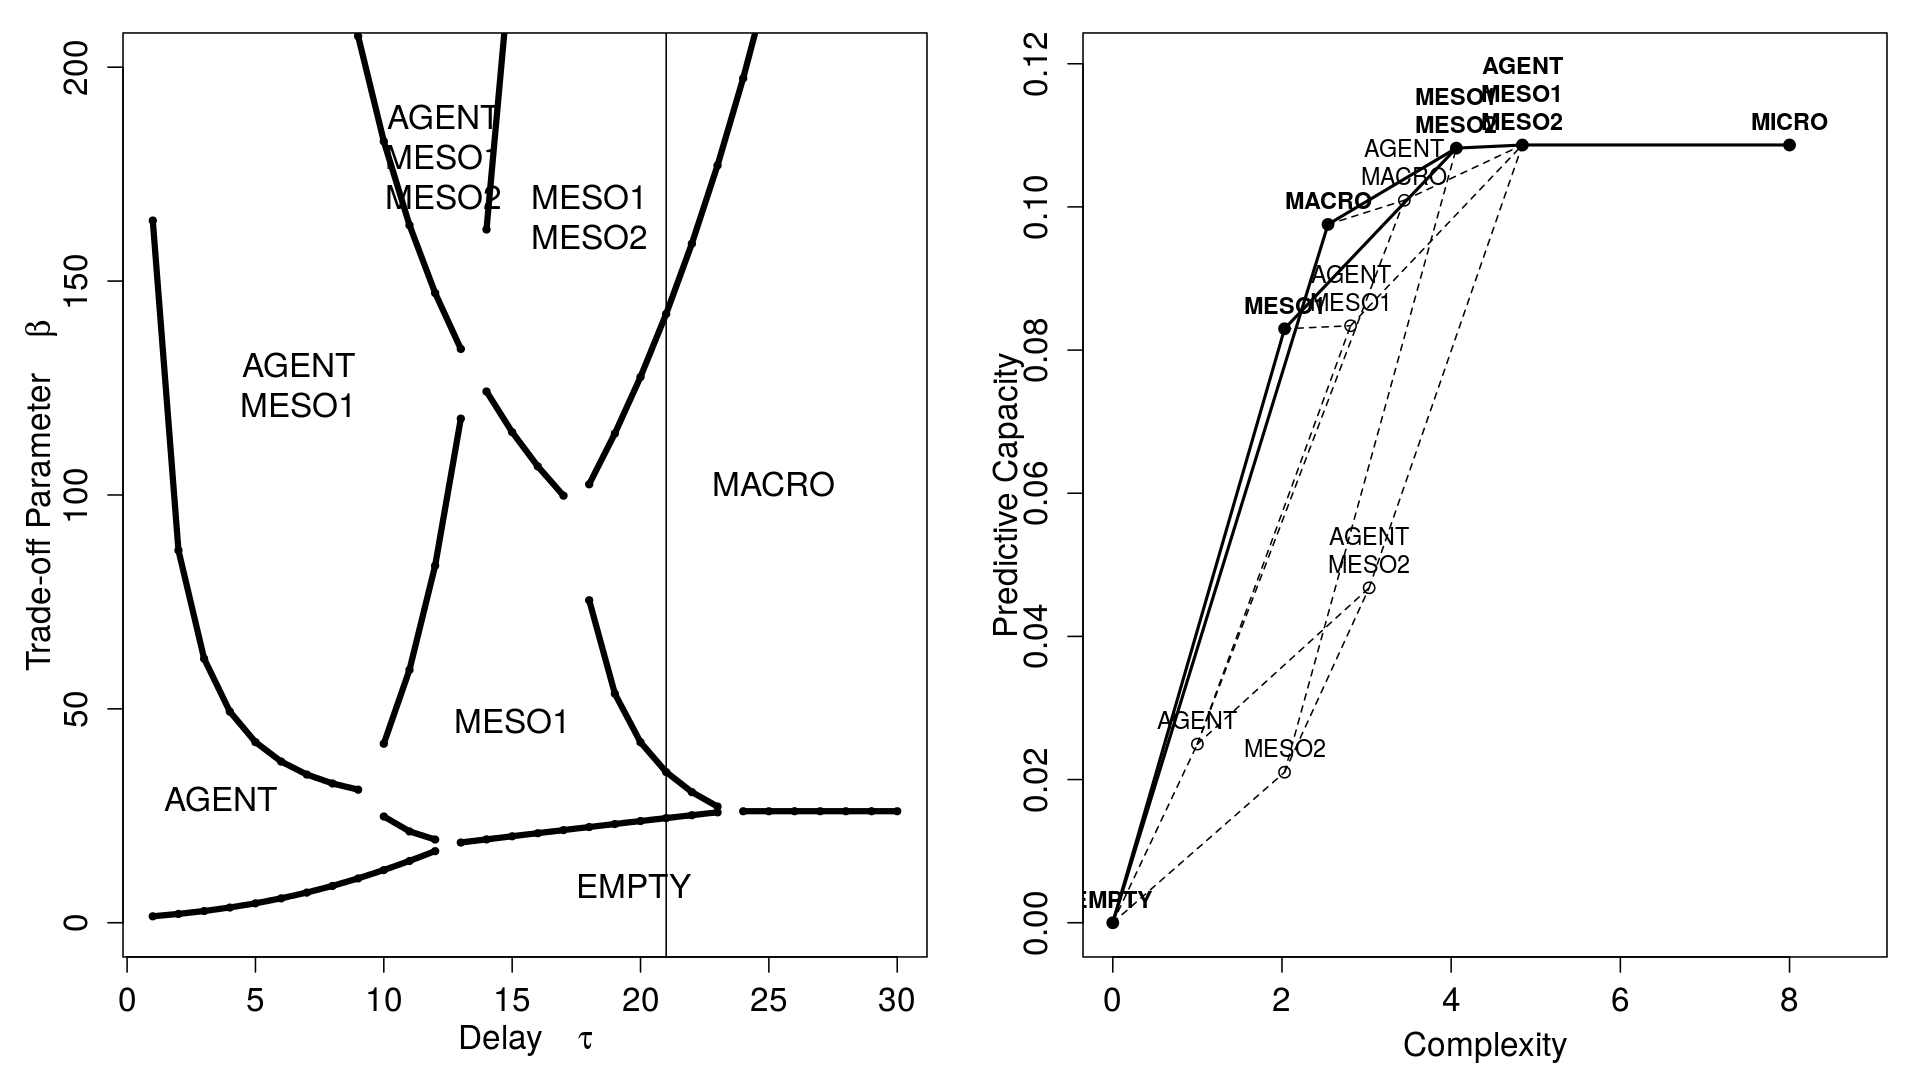 200
150
100
50
0
Trade-off Parameter β
AGENT
MESO1
MESO2
MESO1
MESO2
AGENT
MESO1
MACRO
MESO1
AGENT
EMPTY
0
5
10
15
20
25
30
Delay τ
0.12
0.10
0.08
0.06
0.04
0.02
0.00
Predictive Capacity
AGENT
MESO1
MESO2
MESO1
MESO2
MICRO
AGENT
MACRO
MACRO
AGENT
MESO1
MESO1
AGENT
MESO2
AGENT
MESO2
EMPTY
0
2
4
6
8
Complexity